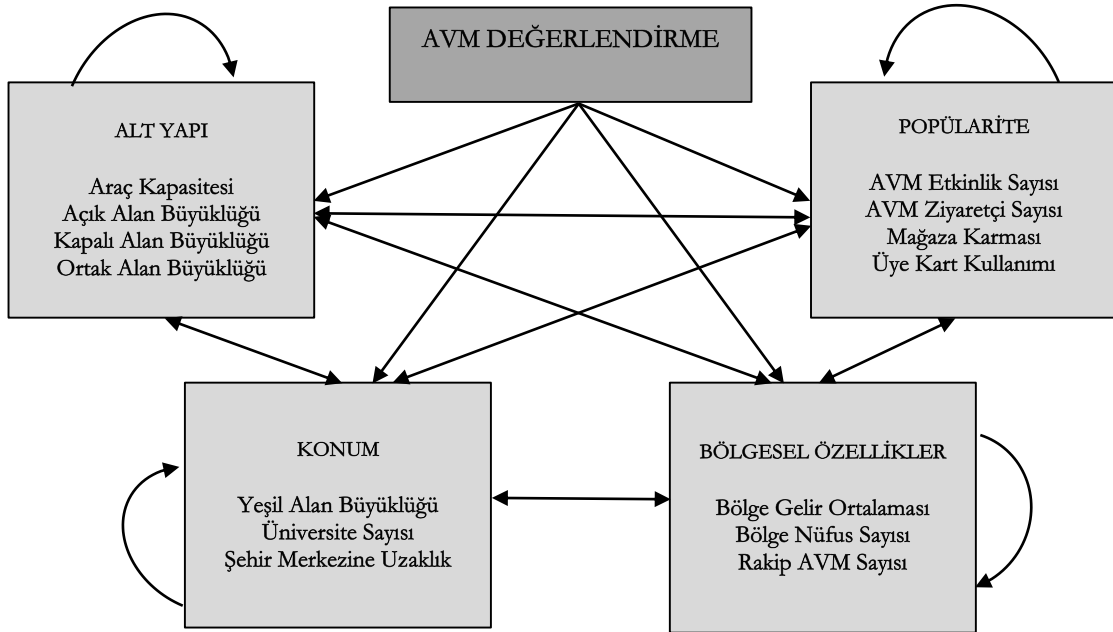 AVM DEĞERLENDİRME
ALT YAPI
Araç Kapasitesi
Açık Alan Büyüklüğü
Kapalı Alan Büyüklüğü
Ortak Alan Büyüklüğü
POPÜLARİTE
AVM Etkinlik Sayısı
AVM Ziyaretçi Sayısı
Mağaza Karması
Üye Kart Kullanımı
KONUM
Yeşil Alan Büyüklüğü
Üniversite Sayısı
Şehir Merkezine Uzaklık
BÖLGESEL ÖZELLİKLER
Bölge Gelir Ortalaması
Bölge Nüfus Sayısı
Rakip AVM Sayısı